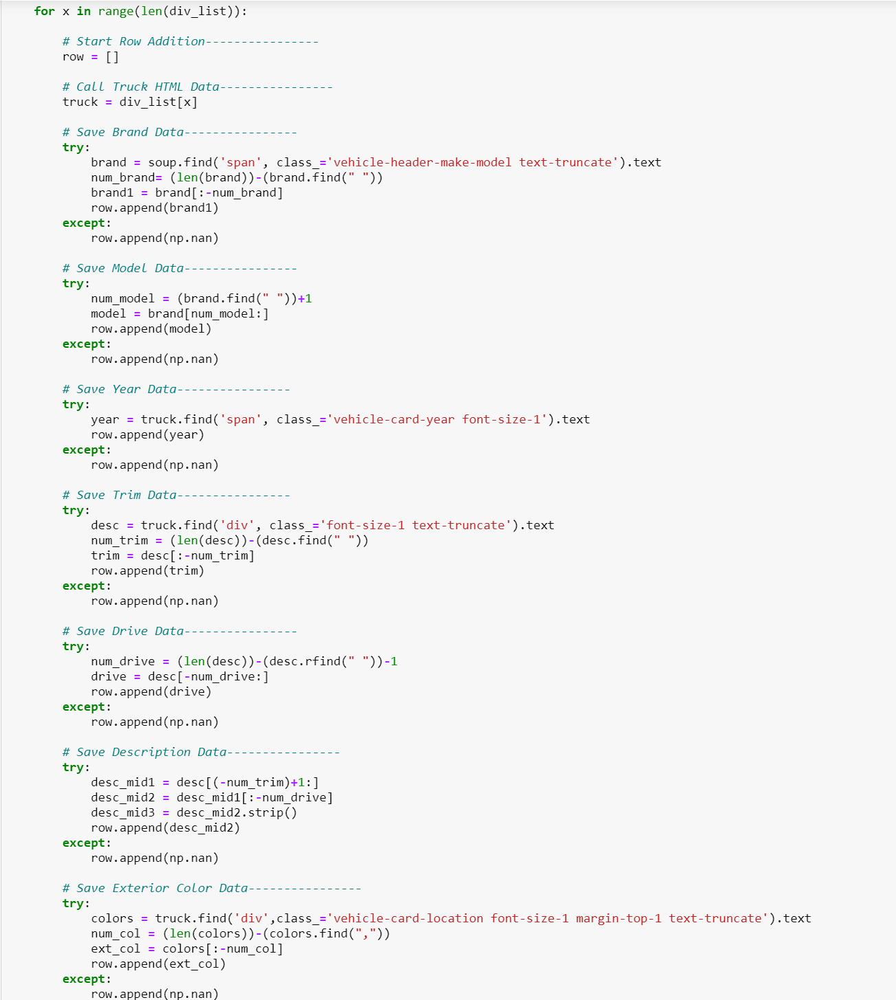 for x in range(len(div_list)):
# Start Row Addition----------------
row = []
# Call Truck HTML Data----------------
truck = div_list[x]
# Save Brand Data----------------
try:
brand = soup.find('span', class_='vehicle-header-make-model text-truncate').text
num_brand= (len(brand))-(brand.find(" "))
brand1 = brand[:-num_brand]
row.append(brand1)
except:
row.append(np.nan)
# Save Model Data----------------
try:
num_model = (brand.find(" "))+1
model = brand[num_model:]
row.append(model)
except:
row.append(np.nan)
# Save Year Data----------------
try:
year = truck.find('span', class_='vehicle-card-year font-size-1').text
row.append(year)
except:
row.append(np.nan)
# Save Trim Data----------------
try:
desc = truck.find('div', class_='font-size-1 text-truncate').text
num_trim = (len(desc))-(desc.find(" "))
trim = desc[:-num_trim]
row.append(trim)
except:
row.append(np.nan)
# Save Drive Data----------------
try:
num_drive = (len(desc))-(desc.rfind(" "))-1
drive = desc[-num_drive:]
row.append(drive)
except:
row.append(np.nan)
# Save Description Data----------------
try:
desc_mid1 = desc[(-num_trim)+1:]
desc_mid2 = desc_mid1[:-num_drive]
desc_mid3 = desc_mid2.strip()
row.append(desc_mid2)
except:
row.append(np.nan)
# Save Exterior Color Data----------------
try:
colors = truck.find('div',class_='vehicle-card-location font-size-1 margin-top-1 text-truncate').text
num_col = (len(colors))-(colors.find(","))
ext_col = colors[:-num_col]
row.append(ext_col)
except:
row.append(np.nan)